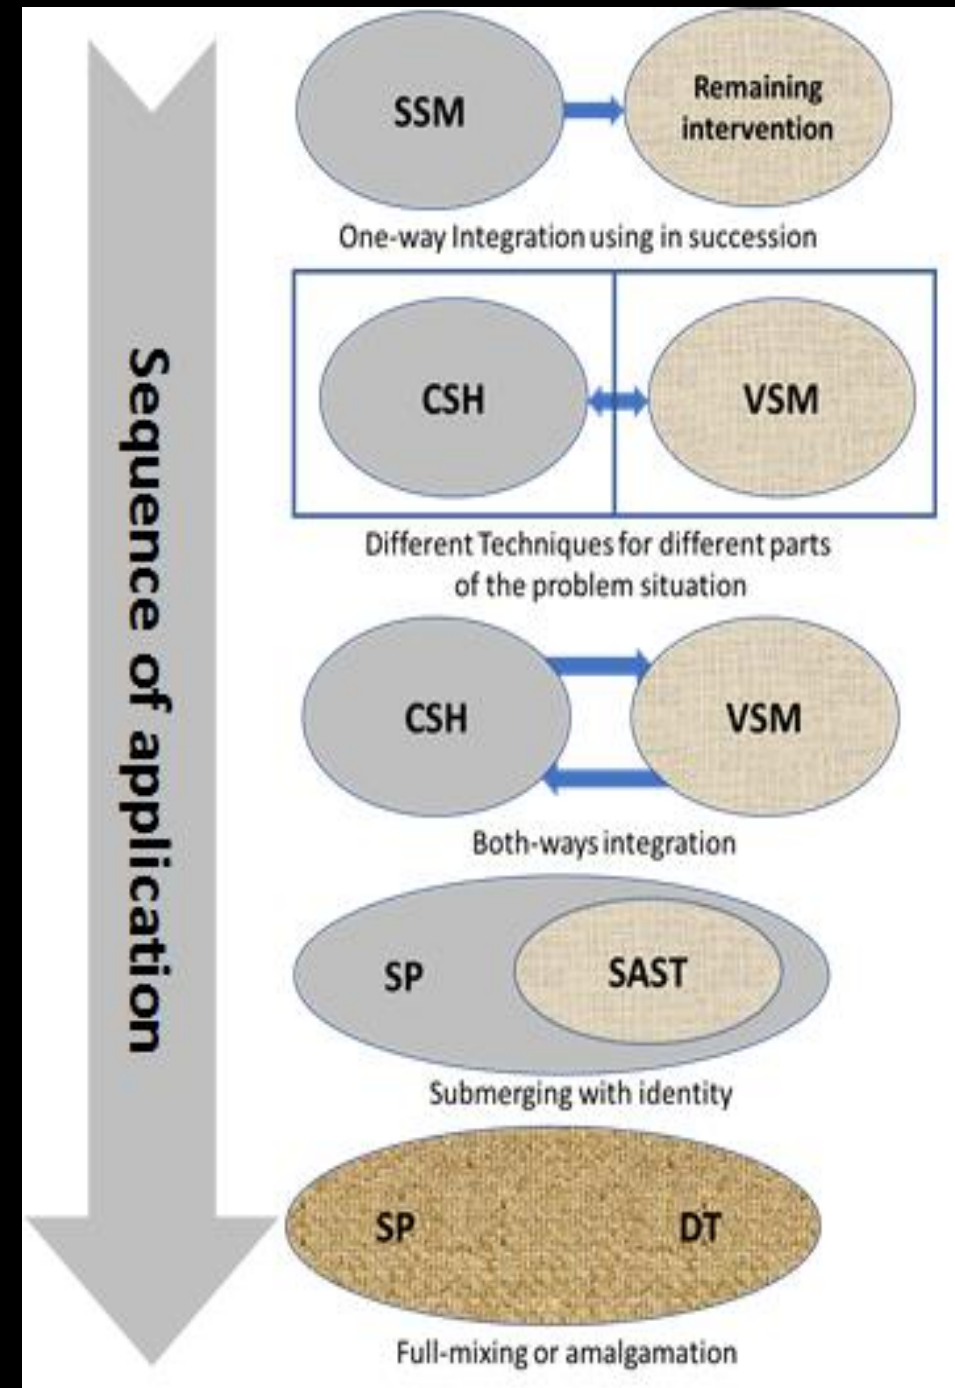 Sequence of application
SSM
Remaining
intervention
One-way Integration using in succession
CSH
VSM
Different Techniques for different parts
of the problem situation
CSH
VSM
Both-ways integration
SP
SAST
Submerging with identity
SP
DT
Full-mixing or amalgamation